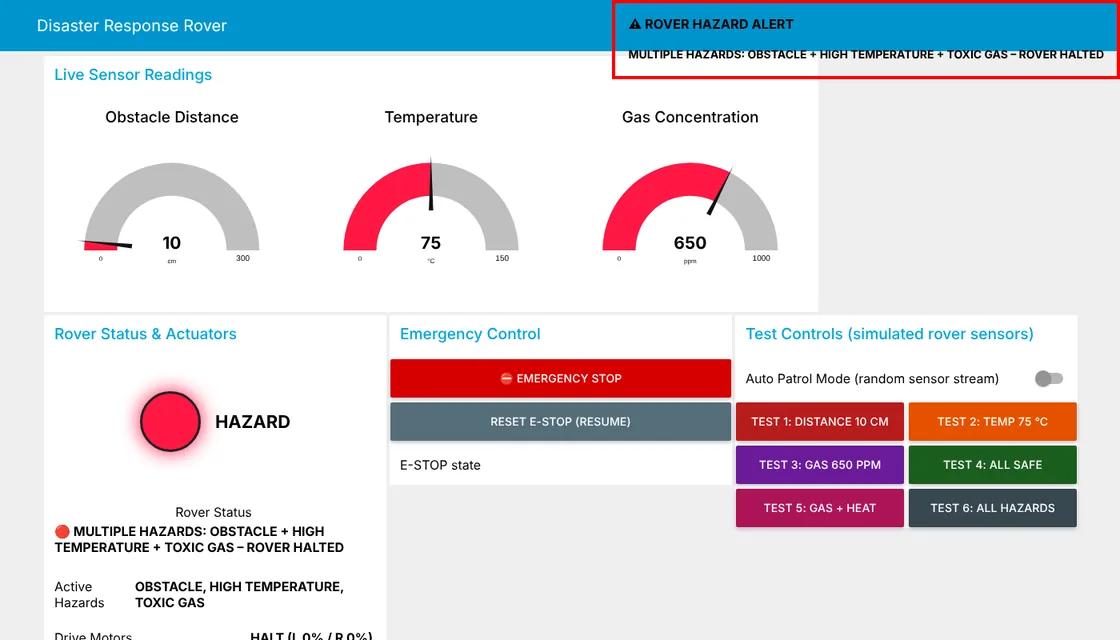 Disaster Response Rover
⚠ ROVER HAZARD ALERT
MULTIPLE HAZARDS: OBSTACLE + HIGH TEMPERATURE + TOXIC GAS – ROVER HALTED
Live Sensor Readings
Obstacle Distance
10
cm
0
300
Temperature
75
°C
0
150
Gas Concentration
650
ppm
0
1000
Rover Status & Actuators
HAZARD
Rover Status
🔴 MULTIPLE HAZARDS: OBSTACLE + HIGH
TEMPERATURE + TOXIC GAS – ROVER HALTED
Active
Hazards
OBSTACLE, HIGH TEMPERATURE,
TOXIC GAS
Drive Motors
HALT (L 0% / R 0%)
Emergency Control
⛔ EMERGENCY STOP
RESET E-STOP (RESUME)
E-STOP state
Test Controls (simulated rover sensors)
Auto Patrol Mode (random sensor stream)
TEST 1: DISTANCE 10 CM
TEST 2: TEMP 75 °C
TEST 3: GAS 650 PPM
TEST 4: ALL SAFE
TEST 5: GAS + HEAT
TEST 6: ALL HAZARDS